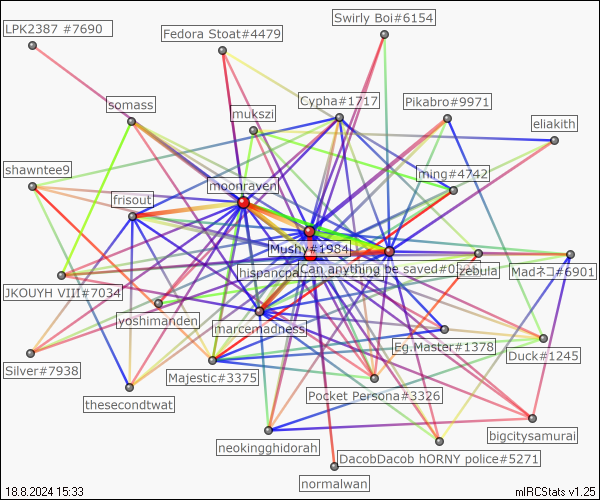 Swirly Boi#6154
LPK2387 #7690
Fedora Stoat#4479
Cypha#1717
Pikabro#9971
somass
mukszi
eliakith
shawntee9
ming#4742
moonraven
frisout
Mushy#1984
hispancpa
Can anything be saved#0
zebula
Madネコ#6901
JKOUYH VIII#7034
yoshimanden
marcemadness
Eg.Master#1378
Duck#1245
Silver#7938
Majestic#3375
Pocket Persona#3326
thesecondtwat
bigcitysamurai
neokingghidorah
DacobDacob hORNY police#5271
normalwan
18.8.2024 15:33
mIRCStats v1.25